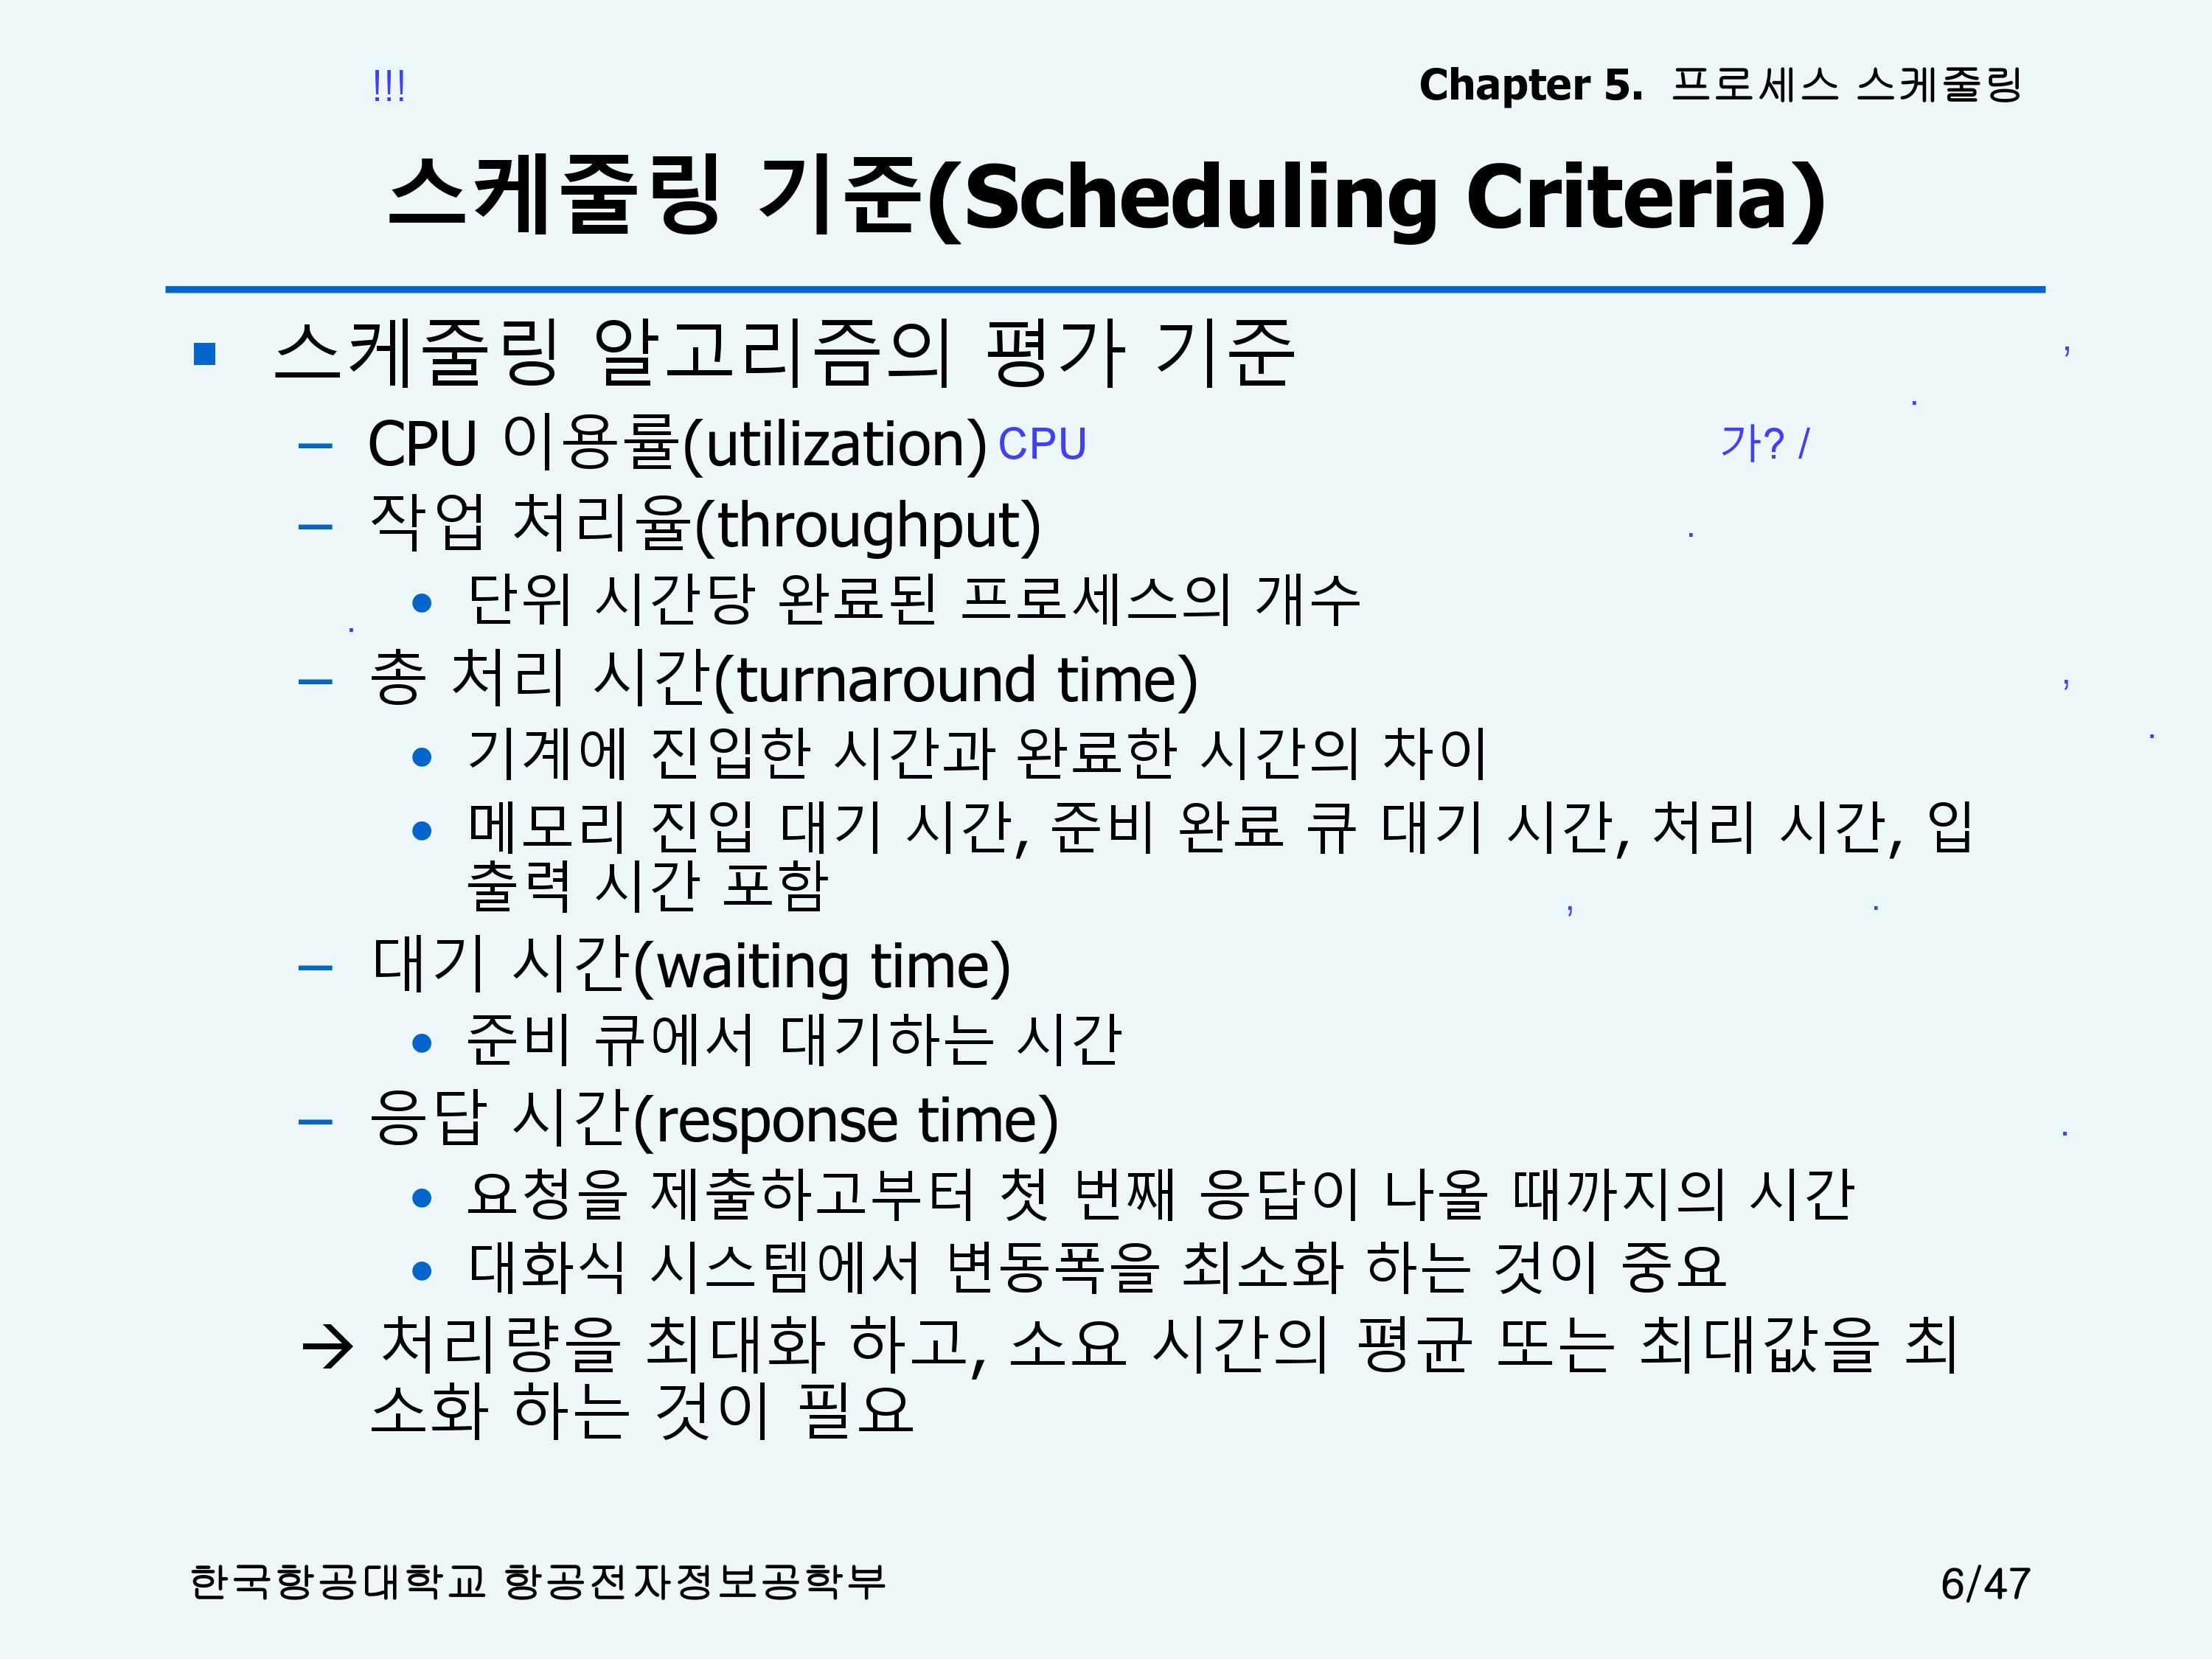 !!!
Chapter 5. 프로세스 스케줄링
스케줄링 기준(Scheduling Criteria)
▪ 스케줄링 알고리즘의 평가 기준 ,
.
– CPU 이용률(utilization) CPU 가? /
– 작업 처리율(throughput) .
• 단위 시간당 완료된 프로세스의 개수
.
– 총 처리 시간(turnaround time) ,
• 기계에 진입한 시간과 완료한 시간의 차이 .
• 메모리 진입 대기 시간, 준비 완료 큐 대기 시간, 처리 시간, 입
출력 시간 포함 , .
– 대기 시간(waiting time)
• 준비 큐에서 대기하는 시간
– 응답 시간(response time) .
• 요청을 제출하고부터 첫 번째 응답이 나올 때까지의 시간
• 대화식 시스템에서 변동폭을 최소화 하는 것이 중요
→ 처리량을 최대화 하고, 소요 시간의 평균 또는 최대값을 최
소화 하는 것이 필요
한국항공대학교 항공전자정보공학부 6/47